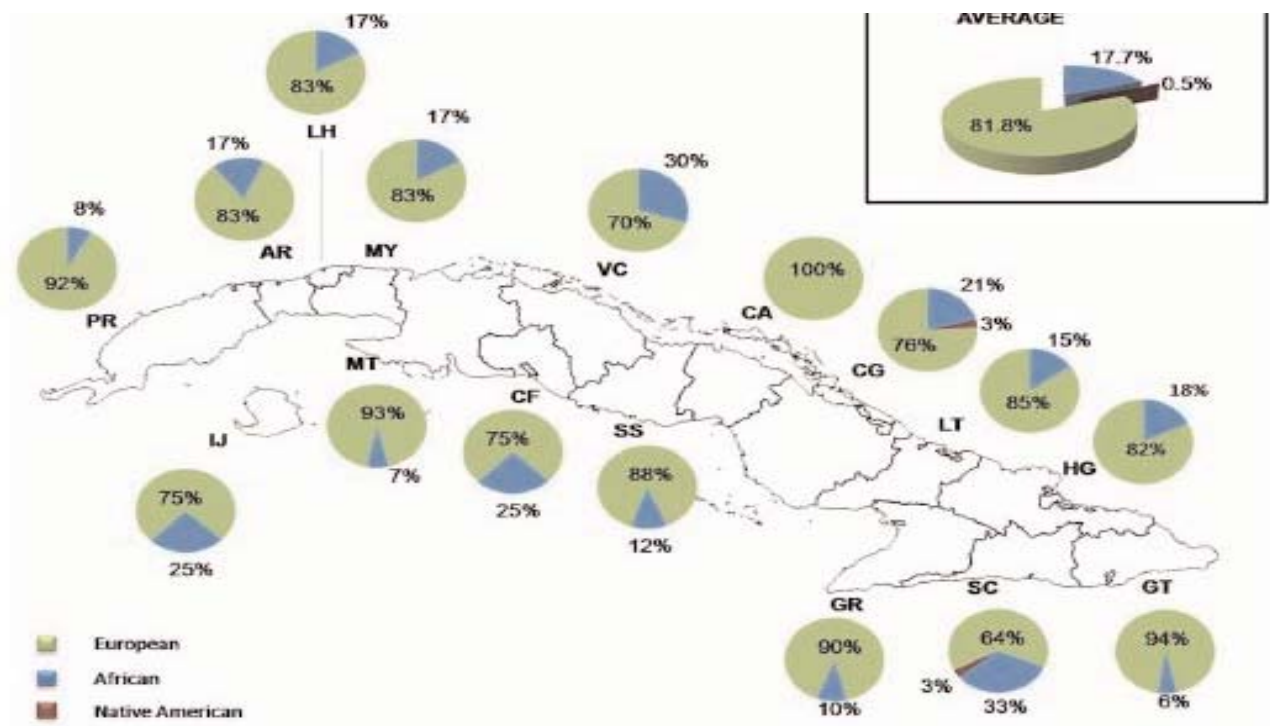 AVERAGE
17.7%
0.5%
81.8%
17%
83%
LH
17%
83%
AR
17%
83%
MY
8%
92%
PR
30%
70%
VC
100%
CA
21%
3%
76%
CG
15%
85%
LT
18%
82%
HG
MT
93%
7%
CF
75%
25%
SS
88%
12%
IJ
75%
25%
GR
90%
10%
SC
64%
3%
33%
GT
94%
6%
European
African
Native American